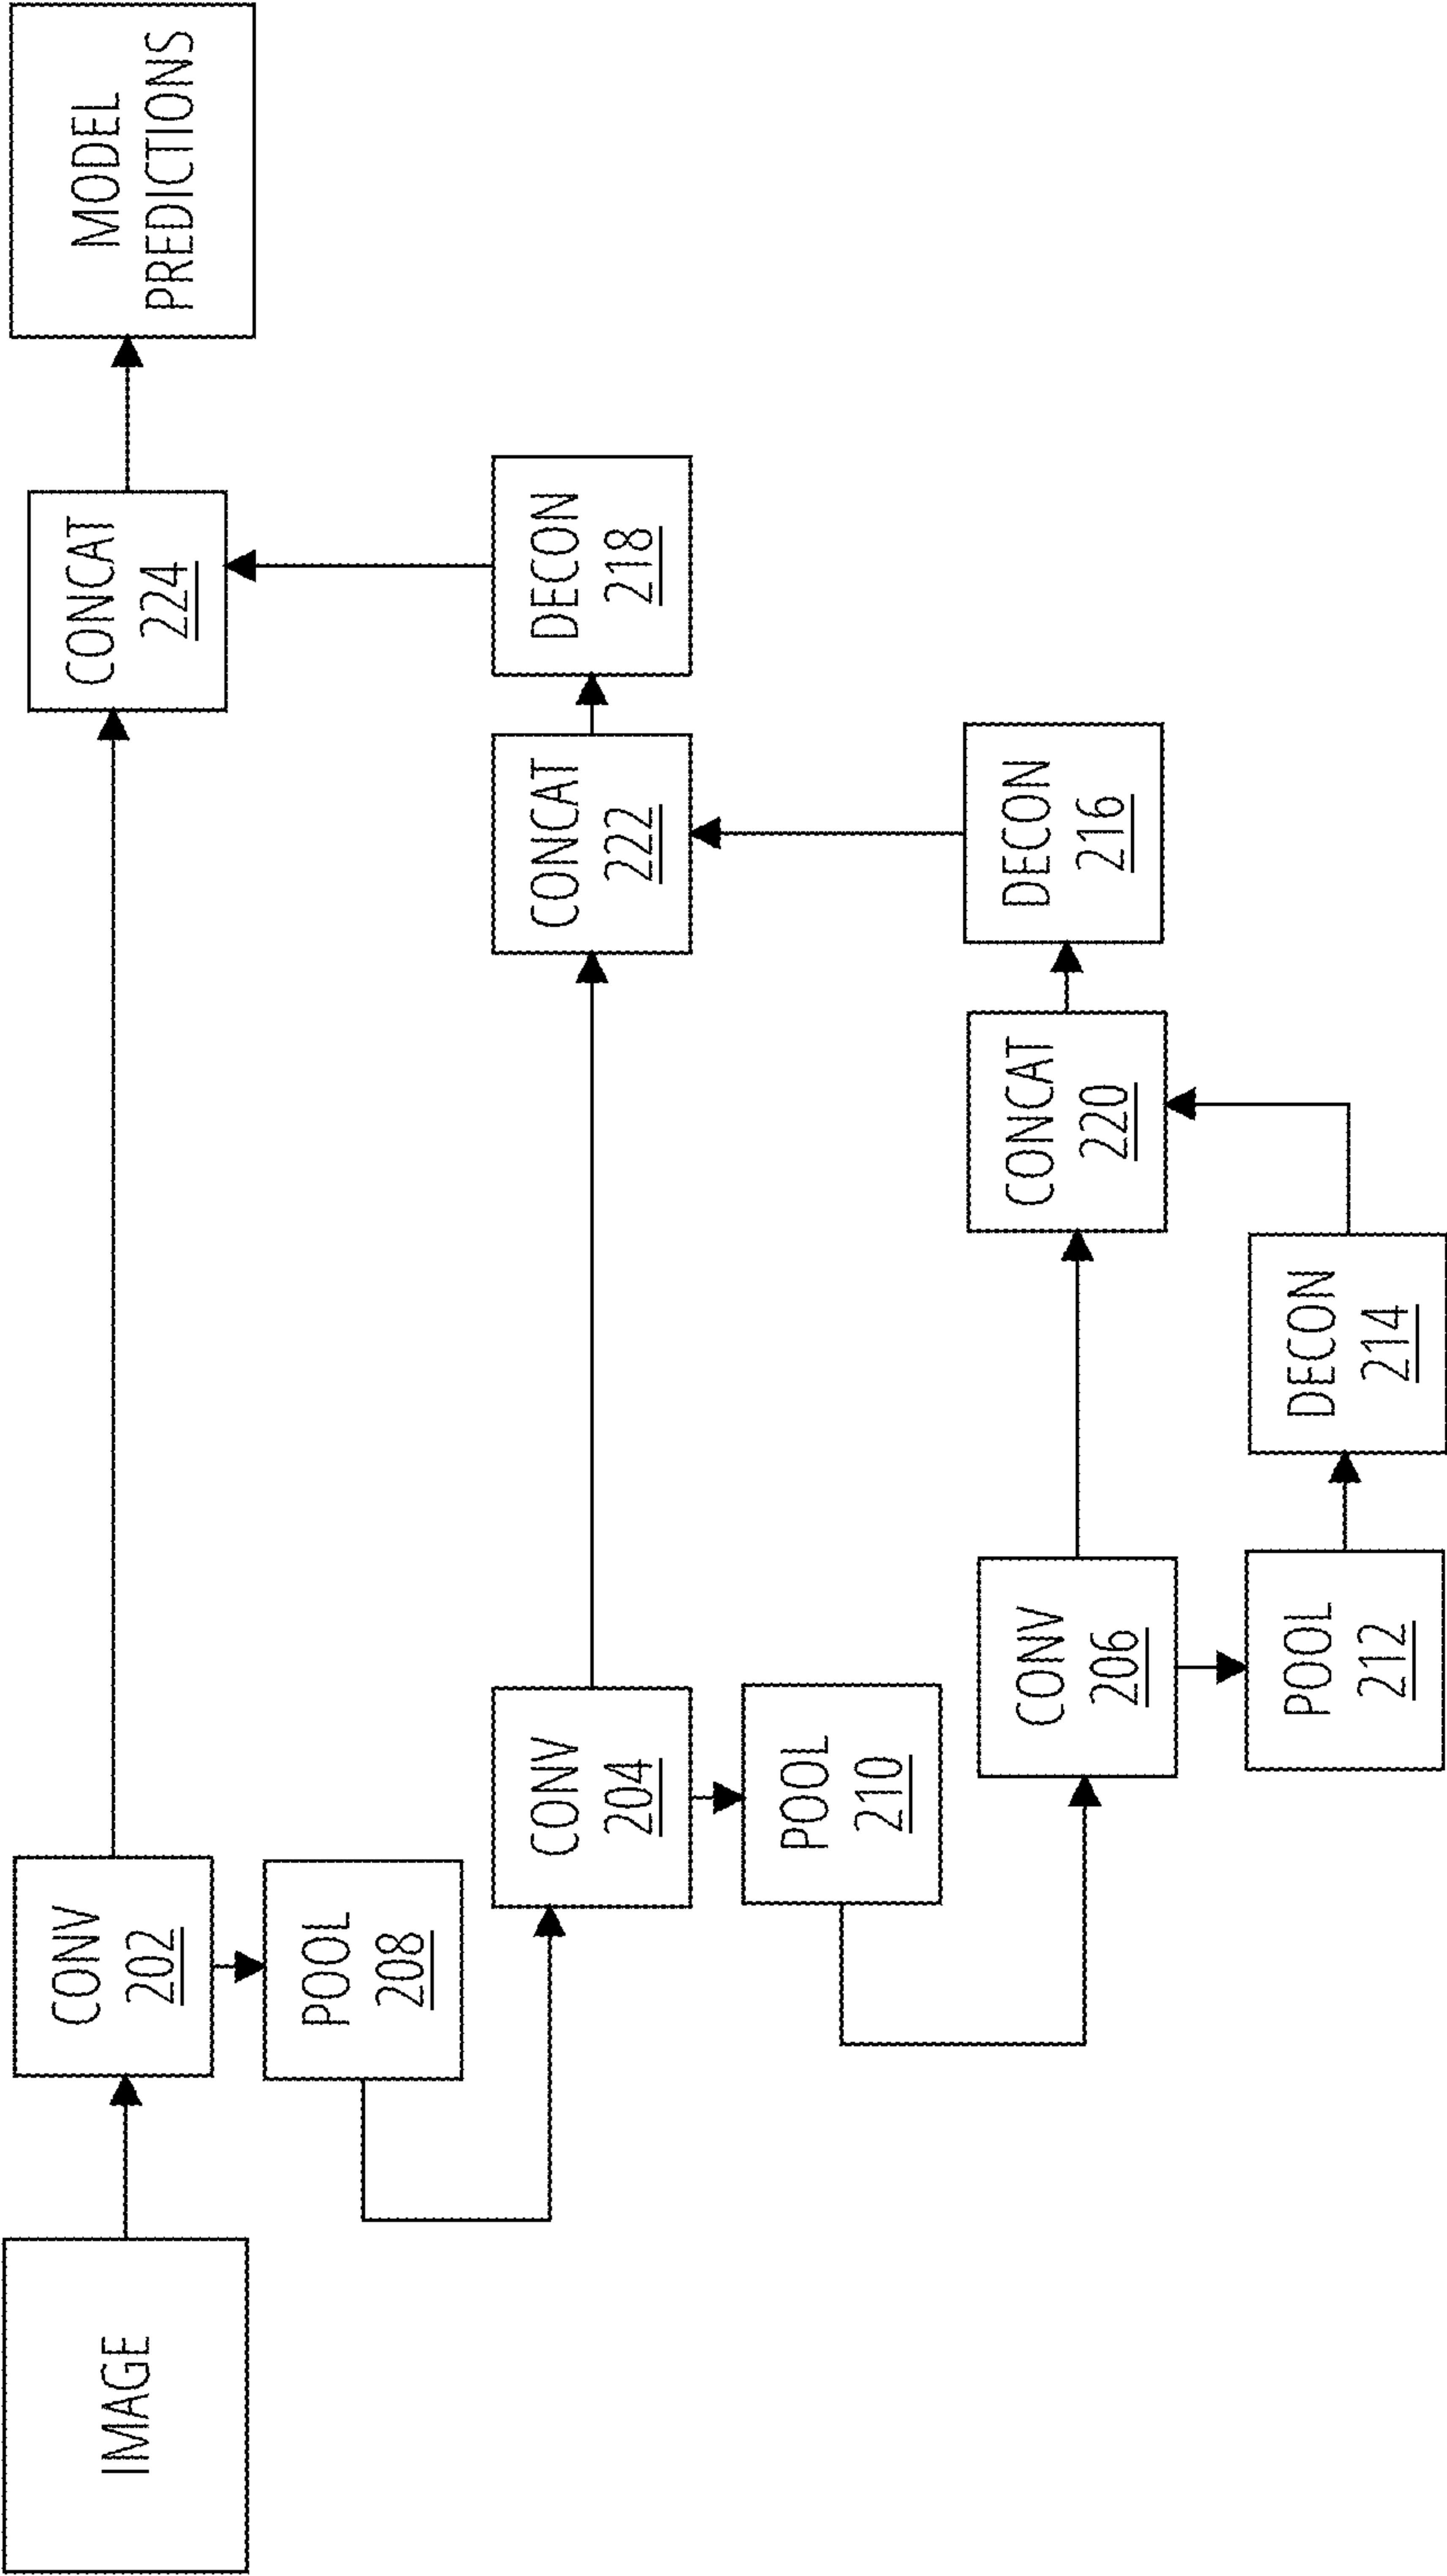 IMAGE
CONV
202
POOL
208
CONV
204
POOL
210
CONV
206
POOL
212
DECON
214
CONCAT
220
DECON
216
CONCAT
222
DECON
218
CONCAT
224
MODEL
PREDICTIONS